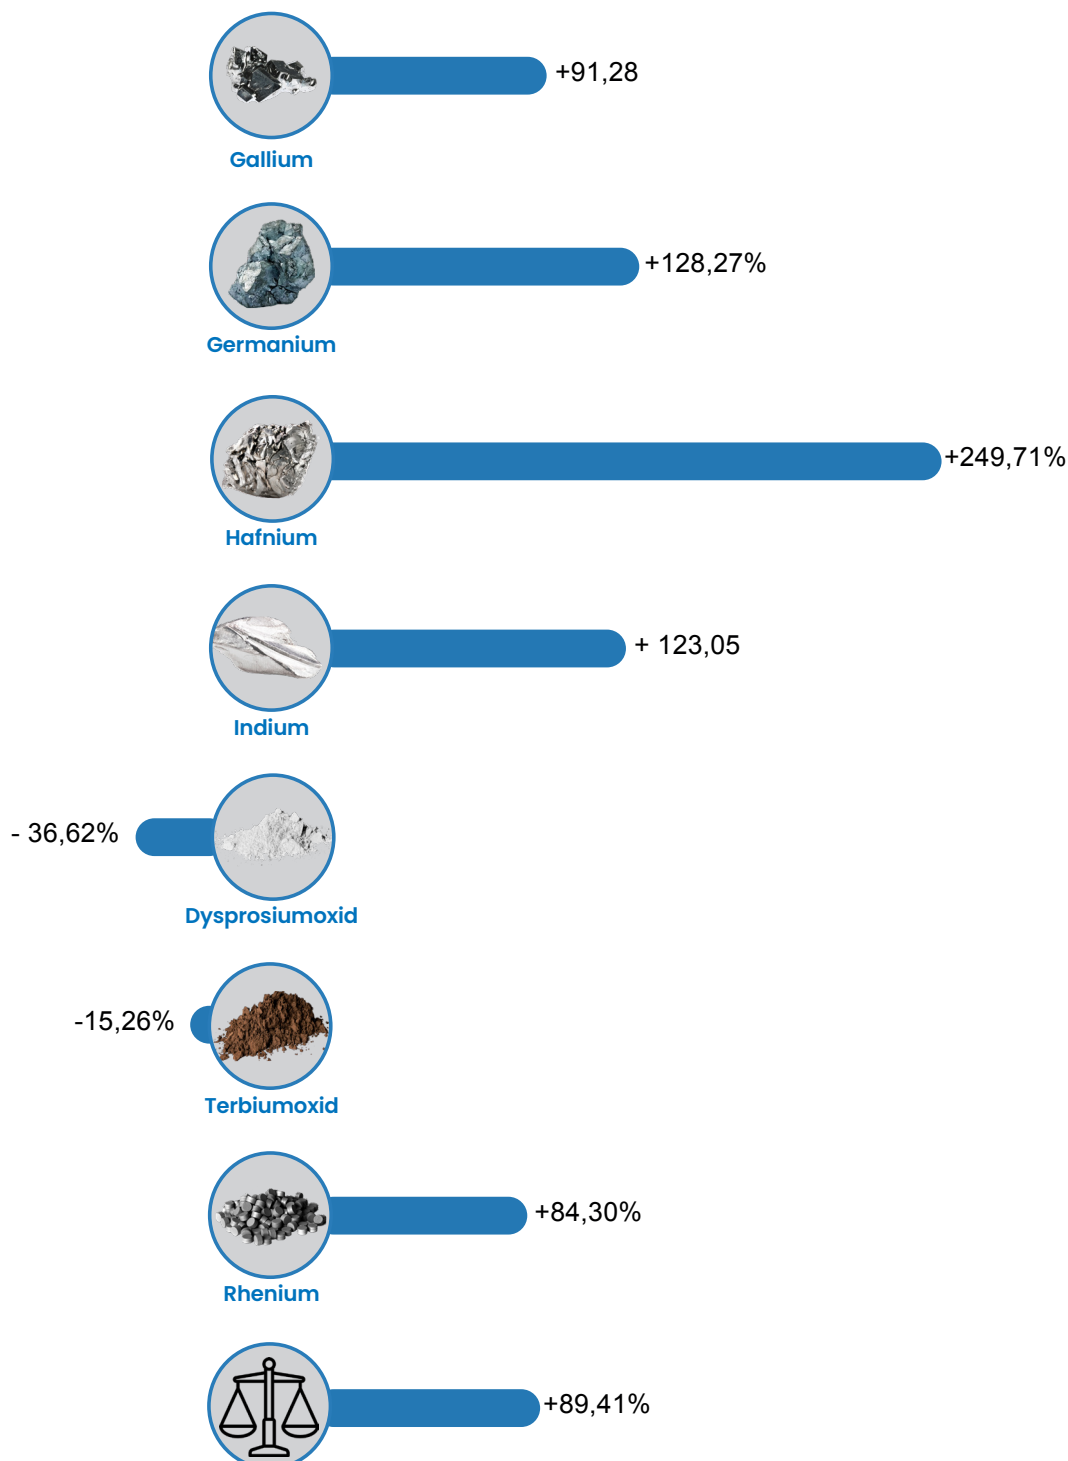 +91,28
Gallium
+128,27%
Germanium
+249,71%
Hafnium
+ 123,05
Indium
- 36,62%
Dysprosiumoxid
-15,26%
Terbiumoxid
+84,30%
Rhenium
+89,41%